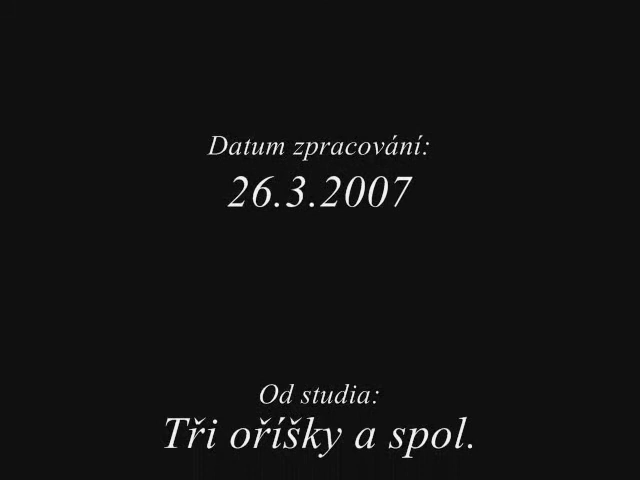 Datum zpracování:
26.3.2007
Od studia:
Tři oříšky a spol.